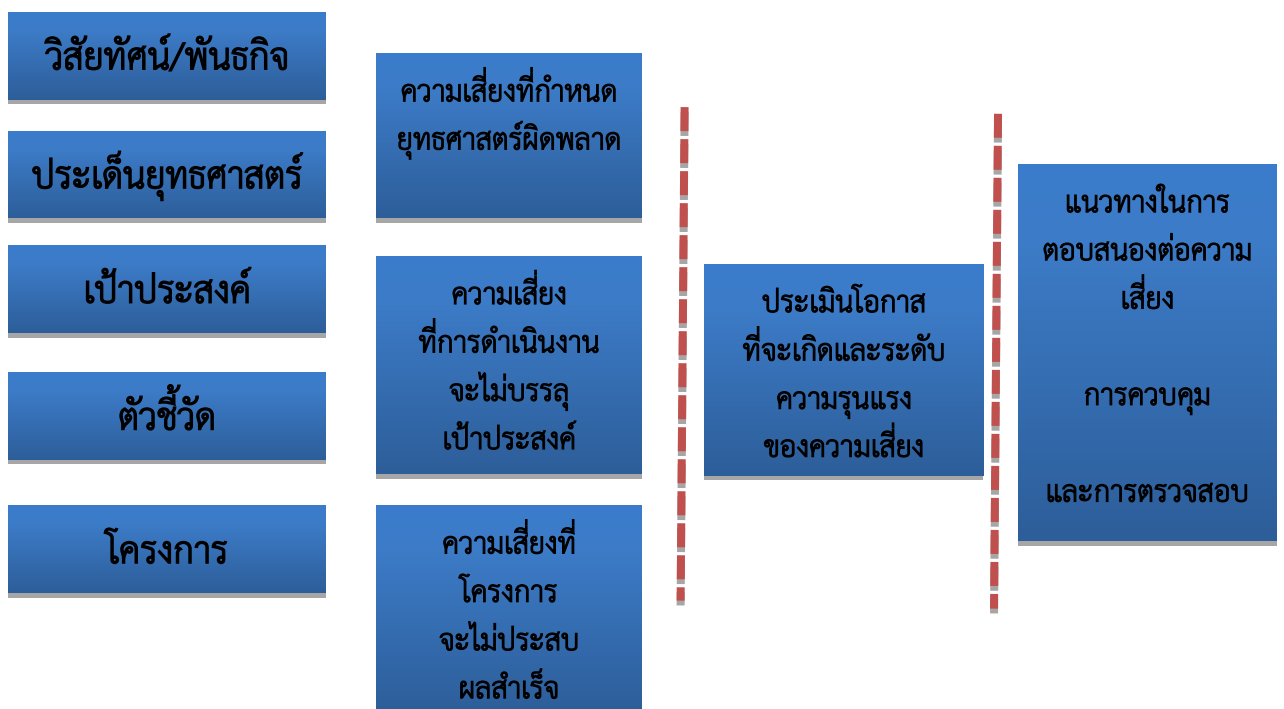 วิสัยทัศน์/พันธกิจ
ประเด็นยุทธศาสตร์
เป้าประสงค์
ตัวชี้วัด
โครงการ
ความเสี่ยงที่กำหนด
ยุทธศาสตร์ผิดพลาด
ความเสี่ยง
ที่การดำเนินงาน
จะไม่บรรลุ
เป้าประสงค์
ความเสี่ยงที่
โครงการ
จะไม่ประสบ
ผลสำเร็จ
ประเมินโอกาส
ที่จะเกิดและระดับ
ความรุนแรง
ของความเสี่ยง
แนวทางในการ
ตอบสนองต่อความ
เสี่ยง
การควบคุม
และการตรวจสอบ